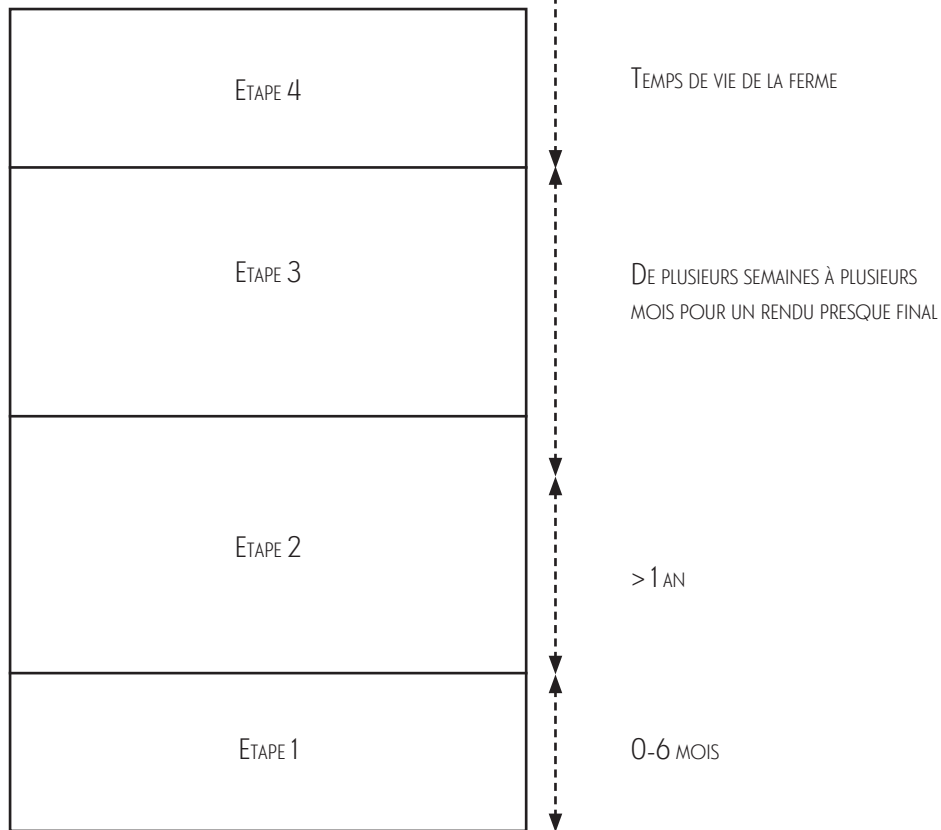 Etape 4
Temps de vie de la ferme
Etape 3
De plusieurs semaines à plusieurs
mois pour un rendu presque final
Etape 2
>1 an
Etape 1
0-6 mois